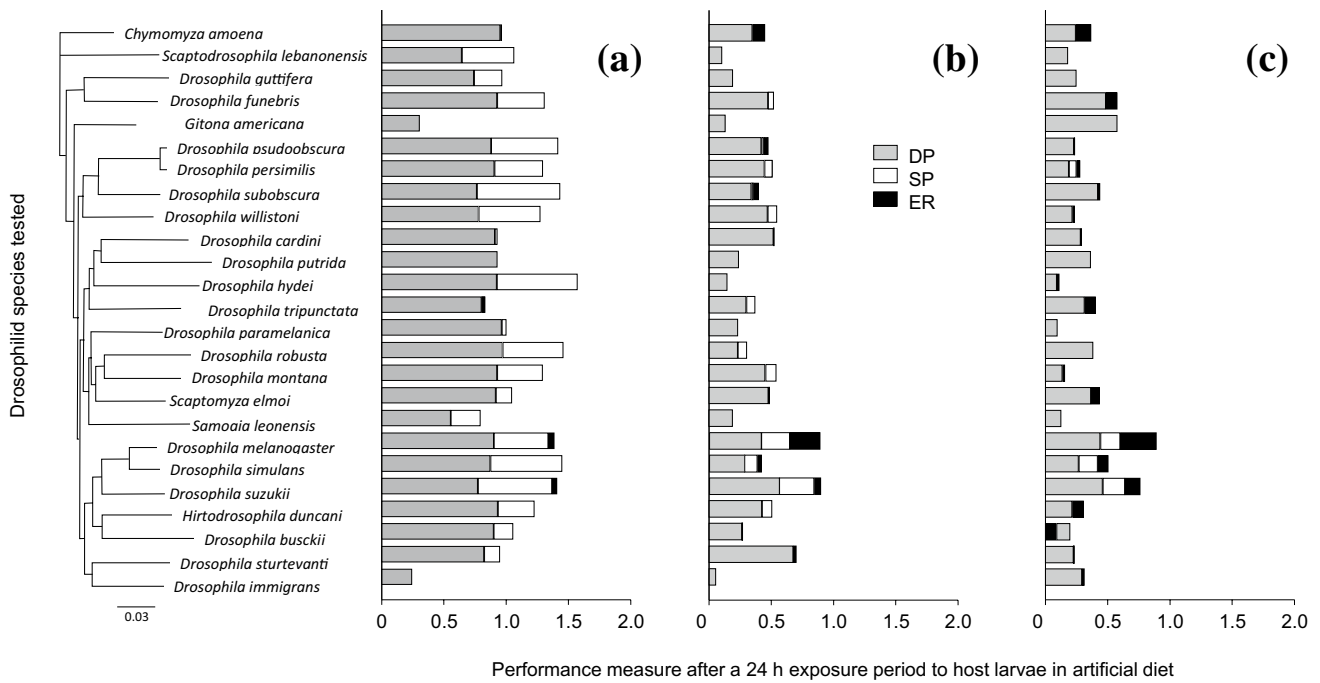 (a) (b) (c)
Drosophilid species tested
Chymomyza amoena
Scaptodrosophila lebanonensis
Drosophila guttifera
Drosophila funebris
Gitona americana
Drosophila psudoobscura
Drosophila persimilis
Drosophila subobscura
Drosophila willistoni
Drosophila cardini
Drosophila putrida
Drosophila hydei
Drosophila tripunctata
Drosophila paramelanica
Drosophila robusta
Drosophila montana
Scaptomyza elmoi
Samoaia leonensis
Drosophila melanogaster
Drosophila simulans
Drosophila suzukii
Hirtodrosophila duncani
Drosophila busckii
Drosophila sturtevanti
Drosophila immigrans
0.03
DP
SP
ER
0 0.5 1.0 1.5 2.0
0 0.5 1.0 1.5 2.0
0 0.5 1.0 1.5 2.0
Performance measure after a 24 h exposure period to host larvae in artificial diet